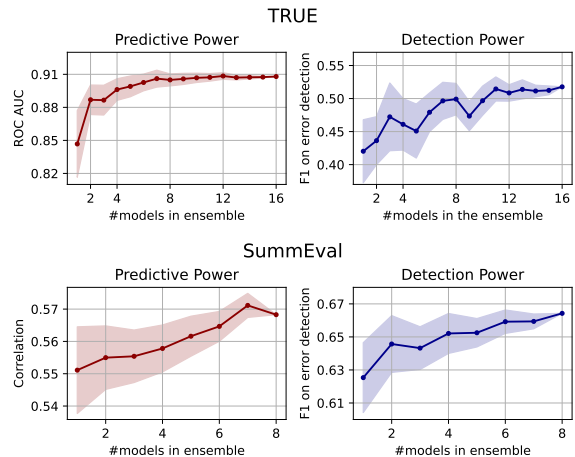 TRUE
Predictive Power
ROC AUC
0.91
0.88
0.85
0.82
2 4 8 12 16
#models in ensemble
Detection Power
F1 on error detection
0.55
0.50
0.45
0.40
2 4 8 12 16
#models in the ensemble
SummEval
Predictive Power
Correlation
0.57
0.56
0.55
0.54
2 4 6 8
#models in ensemble
Detection Power
F1 on error detection
0.67
0.65
0.63
0.61
2 4 6 8
#models in ensemble